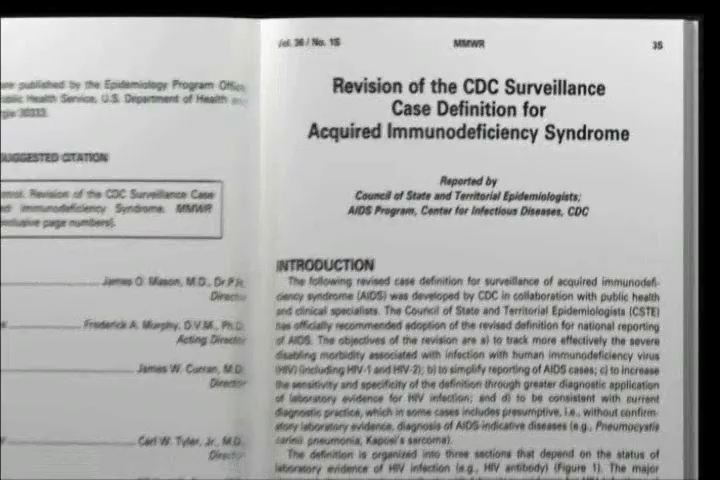 are published by the Epidemiology Program Office,
Public Health Service, U.S. Department of Health and
30333.
SUGGESTED CITATION
Control. Revision of the CDC Surveillance Case
Immunodeficiency Syndrome. MMWR
inclusive page numbers].
James O. Mason, M.D., Dr.P.H.
Director
Frederick A. Murphy, D.V.M., Ph.D.
Acting Director
James W. Curran, M.D.
Director
Carl W. Tyler, Jr., M.D.
Director
Vol. 36 / No. 1S MMWR 3S
Revision of the CDC Surveillance
Case Definition for
Acquired Immunodeficiency Syndrome
Reported by
Council of State and Territorial Epidemiologists;
AIDS Program, Center for Infectious Diseases, CDC
INTRODUCTION
The following revised case definition for surveillance of acquired immunodefi-
ciency syndrome (AIDS) was developed by CDC in collaboration with public health
and clinical specialists. The Council of State and Territorial Epidemiologists (CSTE)
has officially recommended adoption of the revised definition for national reporting
of AIDS. The objectives of the revision are a) to track more effectively the severe
disabling morbidity associated with infection with human immunodeficiency virus
(HIV) (including HIV-1 and HIV-2); b) to simplify reporting of AIDS cases; c) to increase
the sensitivity and specificity of the definition through greater diagnostic application
of laboratory evidence for HIV infection; and d) to be consistent with current
diagnostic practice, which in some cases includes presumptive, i.e., without confirm-
atory laboratory evidence, diagnosis of AIDS-indicative diseases (e.g., Pneumocystis
carinii pneumonia, Kaposi's sarcoma).
The definition is organized into three sections that depend on the status of
laboratory evidence of HIV infection (e.g., HIV antibody) (Figure 1). The major